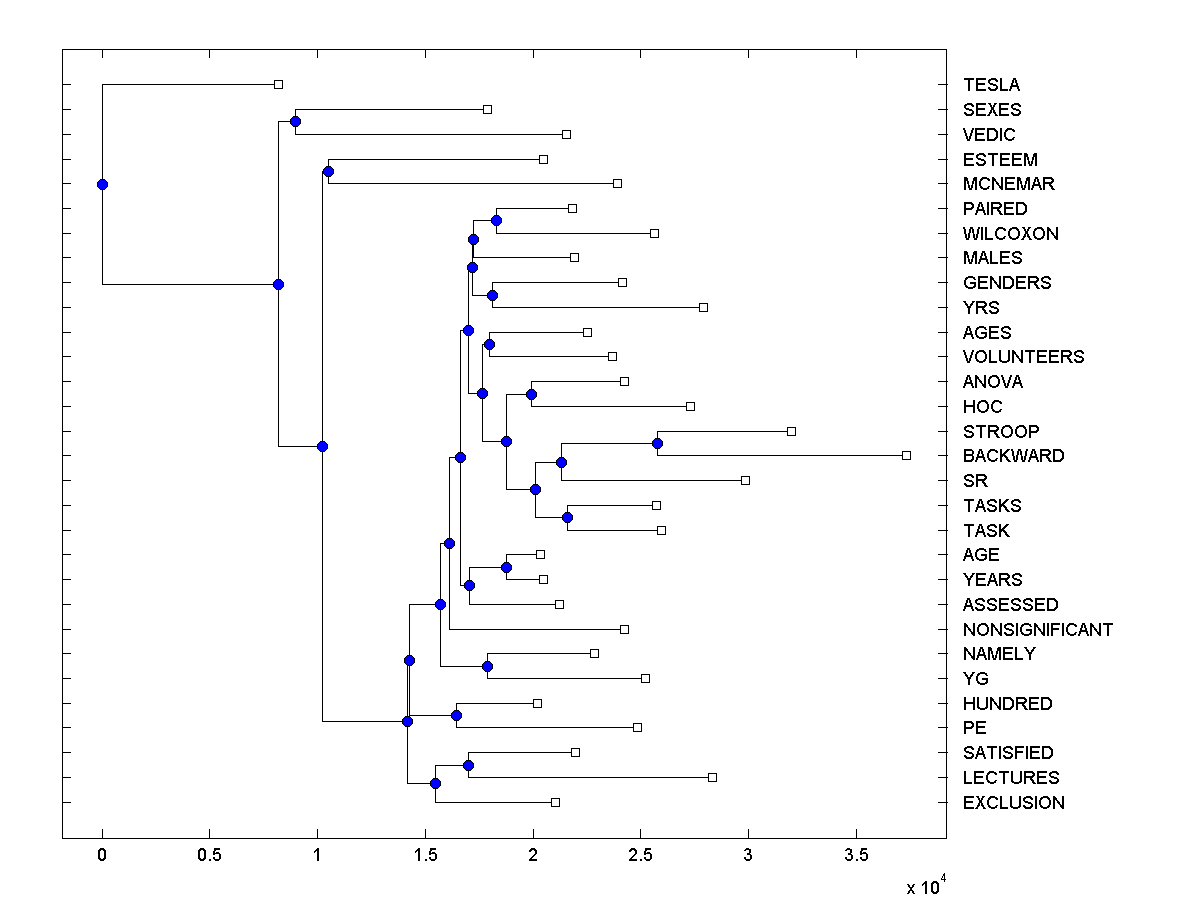 TESLA
SEXES
VEDIC
ESTEEM
MCNEMAR
PAIRED
WILCOXON
MALES
GENDERS
YRS
AGES
VOLUNTEERS
ANOVA
HOC
STROOP
BACKWARD
SR
TASKS
TASK
AGE
YEARS
ASSESSED
NONSIGNIFICANT
NAMELY
YG
HUNDRED
PE
SATISFIED
LECTURES
EXCLUSION
0 0.5 1 1.5 2 2.5 3 3.5
x 10^4